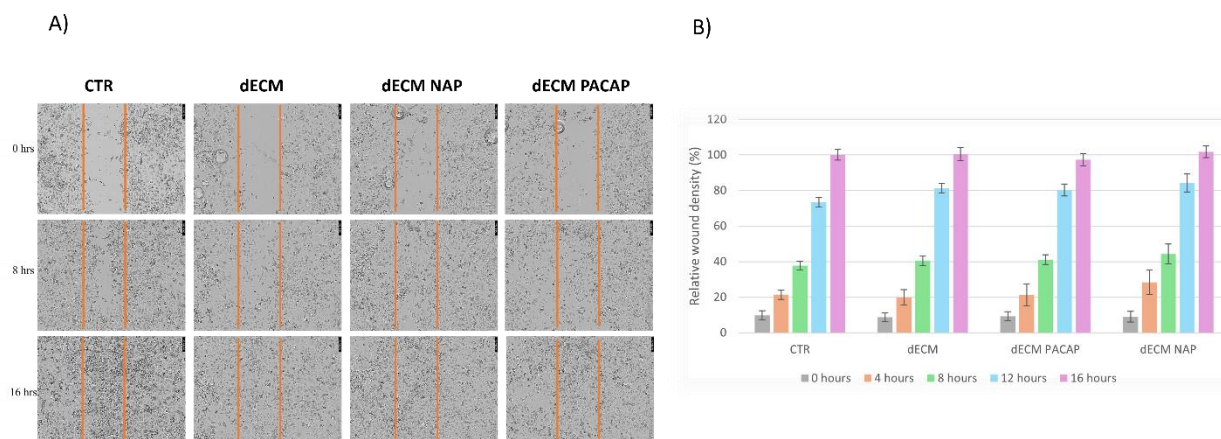 A)
CTR dECM dECM NAP dECM PACAP
0 hrs
8 hrs
16 hrs
B)
Relative wound density (%)
120
100
80
60
40
20
0
CTR dECM dECM PACAP dECM NAP
0 hours 4 hours 8 hours 12 hours 16 hours